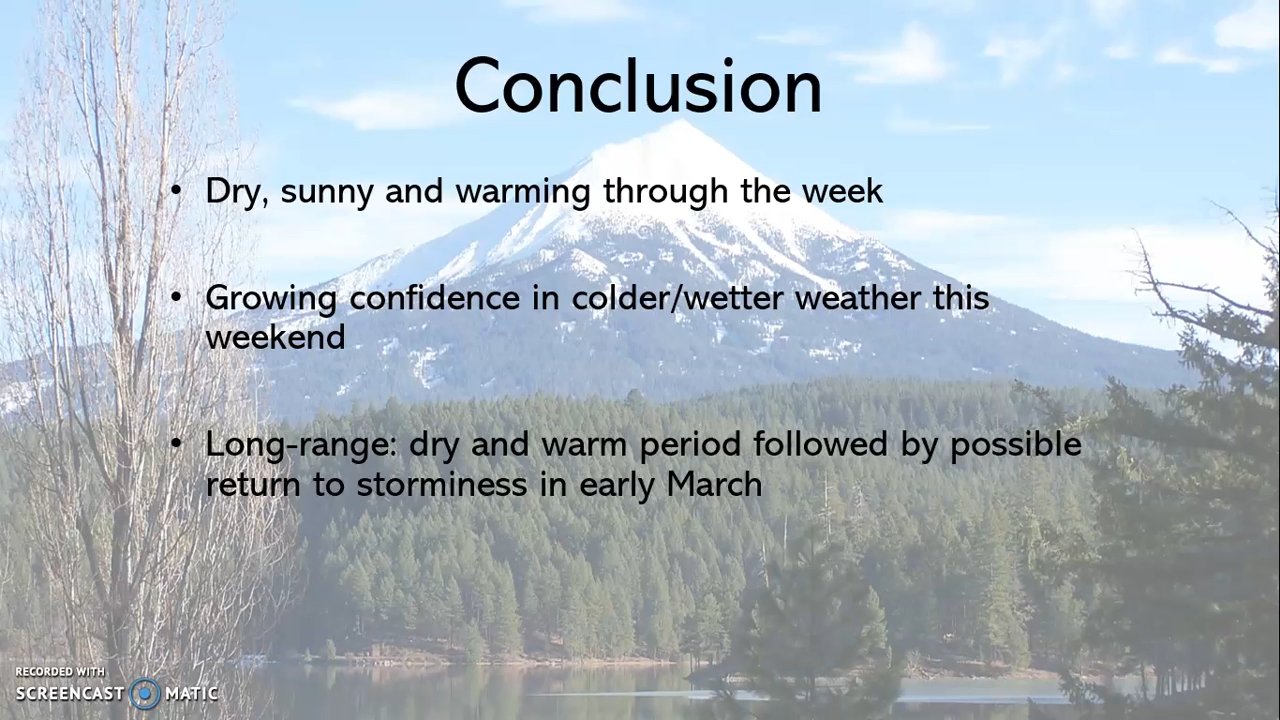 Conclusion
• Dry, sunny and warming through the week
• Growing confidence in colder/wetter weather this
weekend
• Long-range: dry and warm period followed by possible
return to storminess in early March
RECORDED WITH
SCREENCAST MATIC